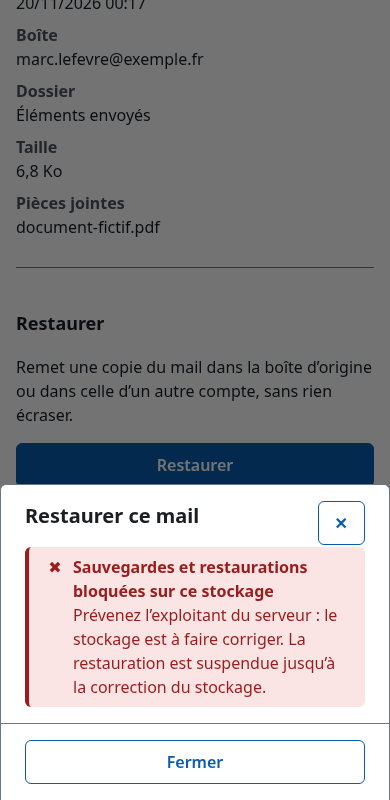 20/11/2026 00:17
Boîte
marc.lefevre@exemple.fr
Dossier
Éléments envoyés
Taille
6,8 Ko
Pièces jointes
document-fictif.pdf
Restaurer
Remet une copie du mail dans la boîte d’origine
ou dans celle d’un autre compte, sans rien
écraser.
Restaurer
Restaurer ce mail
×
✖ Sauvegardes et restaurations
bloquées sur ce stockage
Prévenez l’exploitant du serveur : le
stockage est à faire corriger. La
restauration est suspendue jusqu’à
la correction du stockage.
Fermer